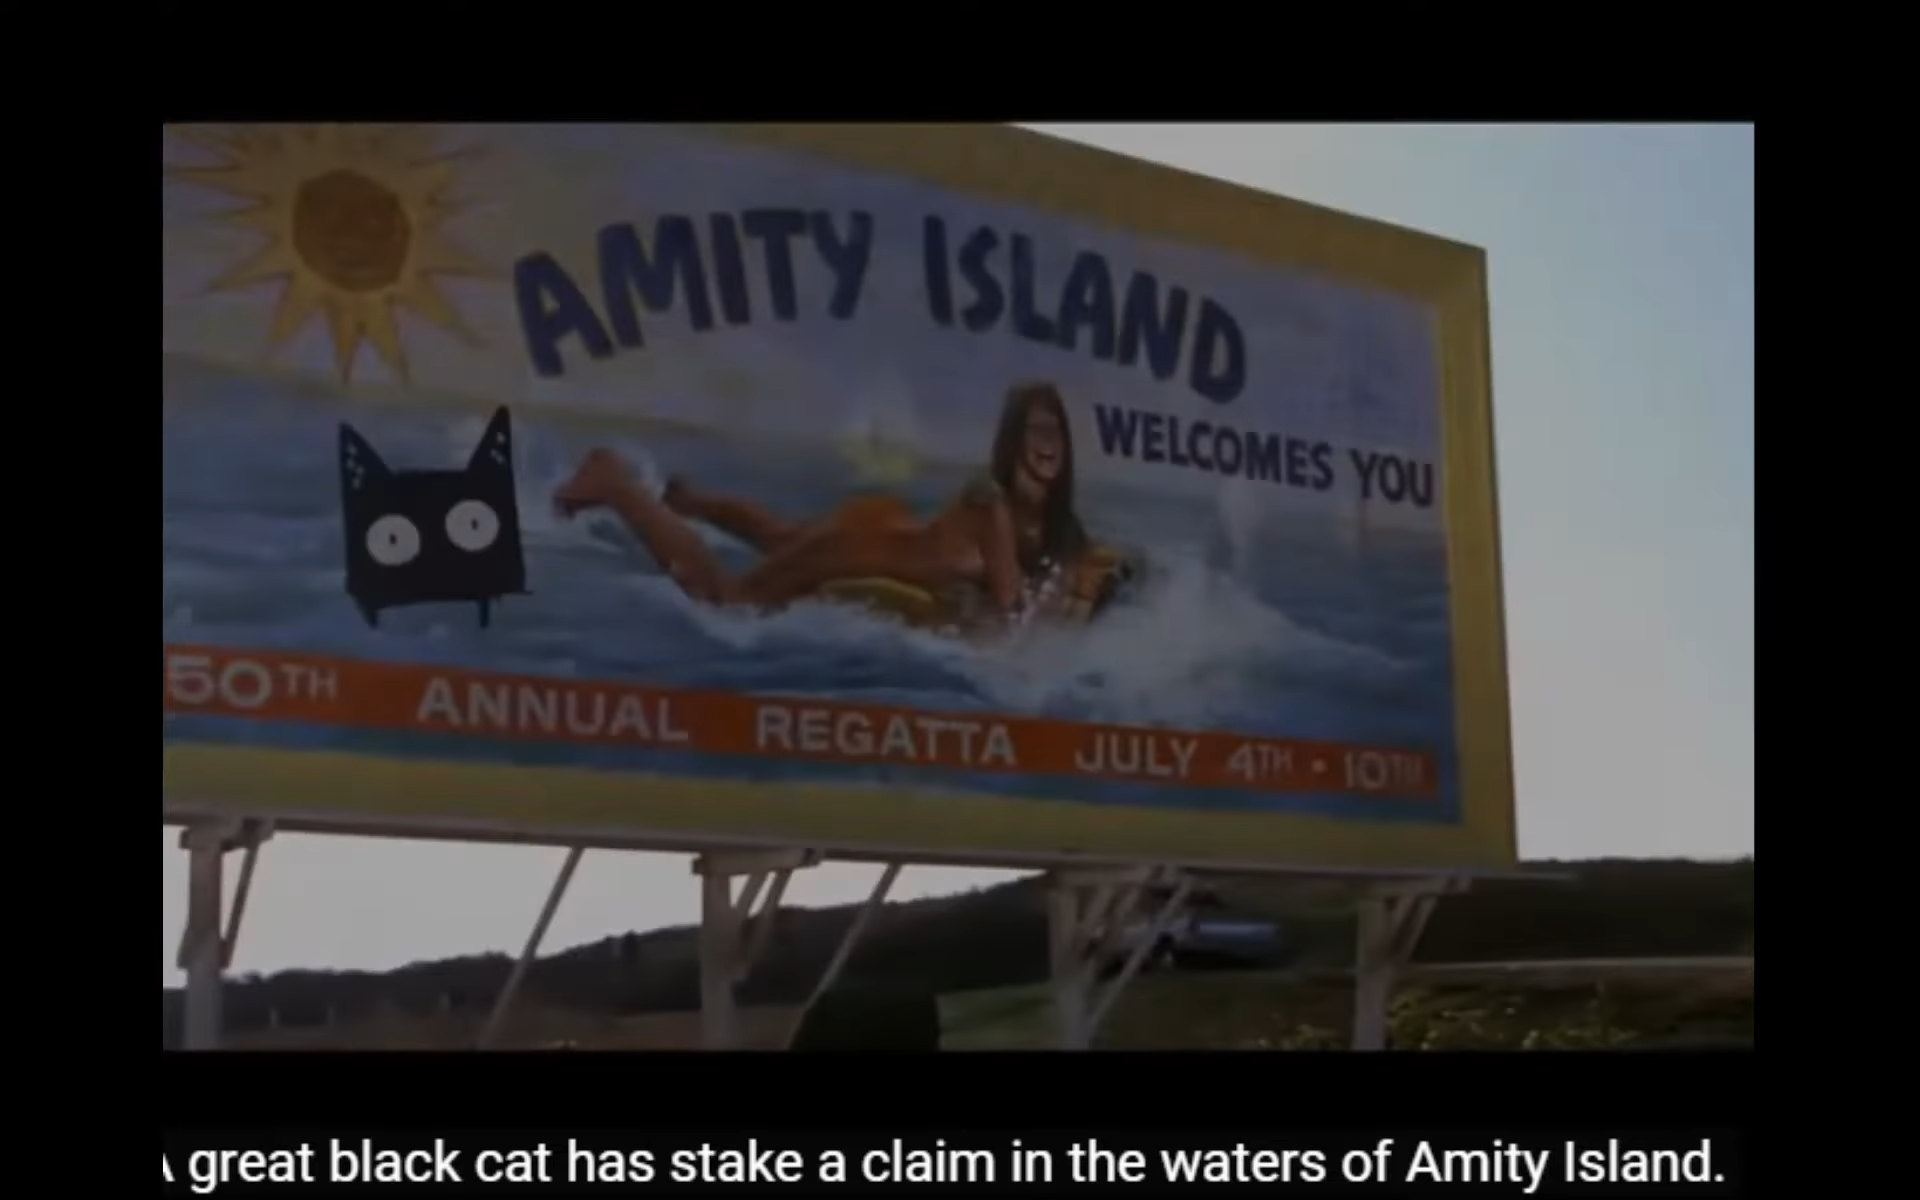 AMITY ISLAND
WELCOMES YOU
50TH ANNUAL REGATTA JULY 4TH - 10TH
A great black cat has stake a claim in the waters of Amity Island.